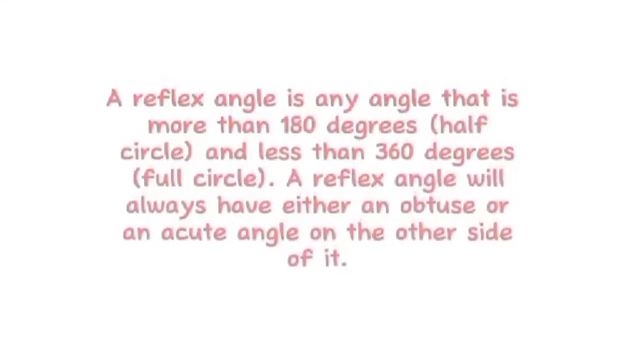 A reflex angle is any angle that is
more than 180 degrees (half
circle) and less than 360 degrees
(full circle). A reflex angle will
always have either an obtuse or
an acute angle on the other side
of it.